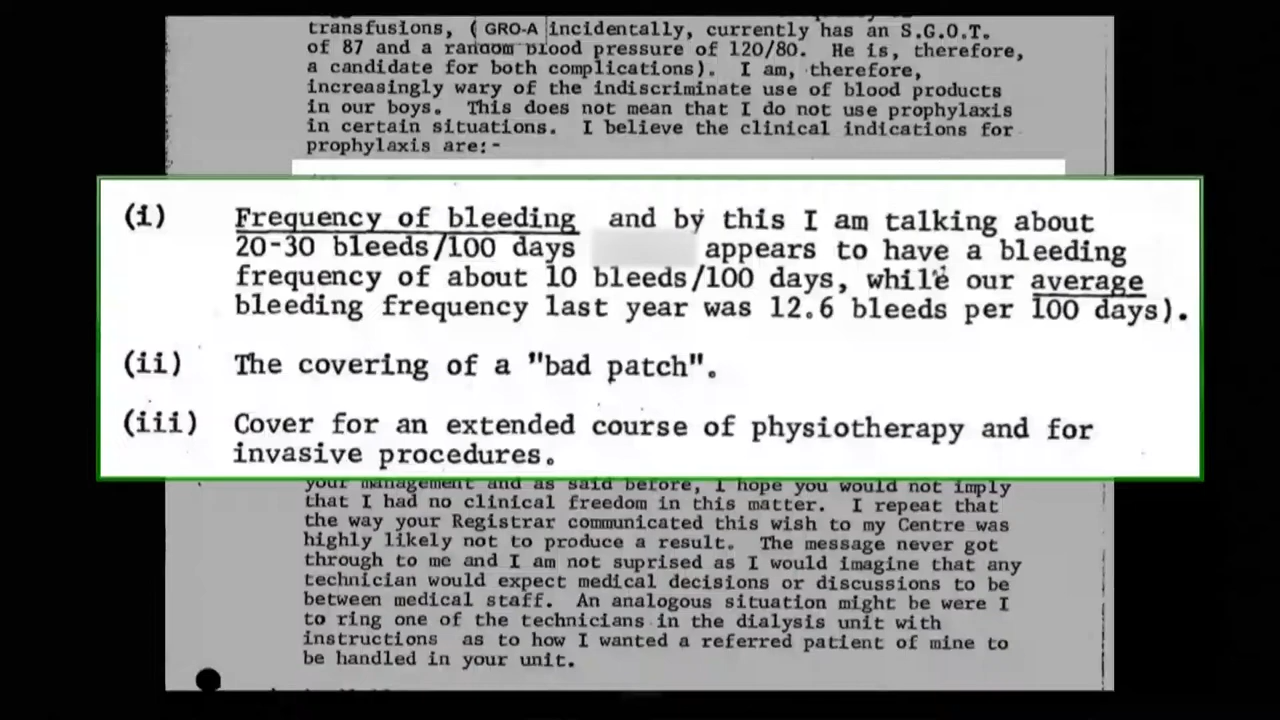 transfusions, ( GRO-A incidentally, currently has an S.G.O.T.
of 87 and a random blood pressure of 120/80. He is, therefore,
a candidate for both complications). I am, therefore,
increasingly wary of the indiscriminate use of blood products
in our boys. This does not mean that I do not use prophylaxis
in certain situations. I believe the clinical indications for
prophylaxis are:-
(i) Frequency of bleeding and by this I am talking about
20-30 bleeds/100 days appears to have a bleeding
frequency of about 10 bleeds/100 days, while our average
bleeding frequency last year was 12.6 bleeds per 100 days).
(ii) The covering of a "bad patch".
(iii) Cover for an extended course of physiotherapy and for
invasive procedures.
your management and as said before, I hope you would not imply
that I had no clinical freedom in this matter. I repeat that
the way your Registrar communicated this wish to my Centre was
highly likely not to produce a result. The message never got
through to me and I am not suprised as I would imagine that any
technician would expect medical decisions or discussions to be
between medical staff. An analogous situation might be were I
to ring one of the technicians in the dialysis unit with
instructions as to how I wanted a referred patient of mine to
be handled in your unit.